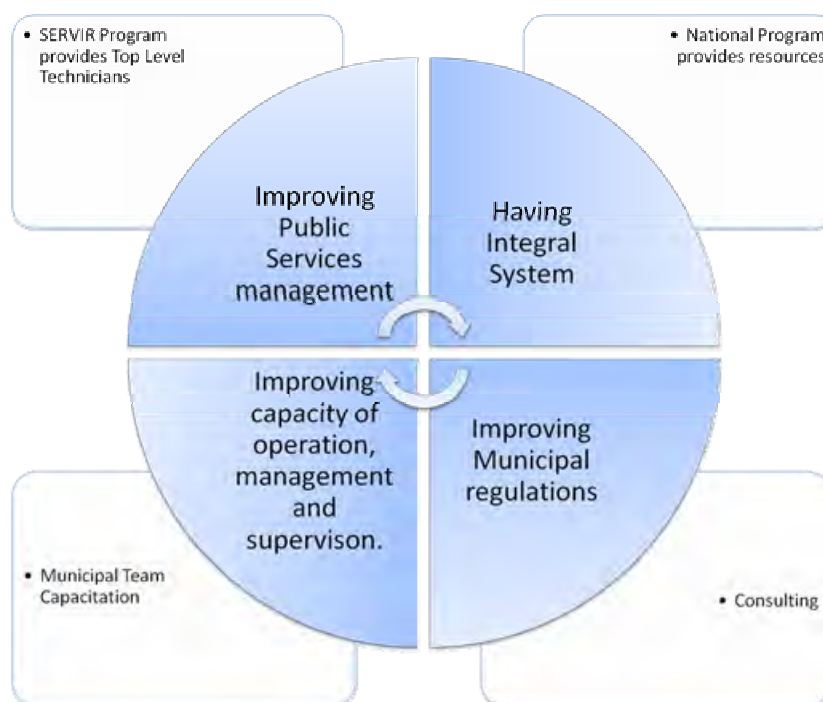 • SERVIR Program
provides Top Level
Technicians
• National Program
provides resources
Improving
Public
Services
management
Having
Integral
System
Improving
capacity of
operation,
management
and
supervison.
Improving
Municipal
regulations
• Municipal Team
Capacitation
• Consulting